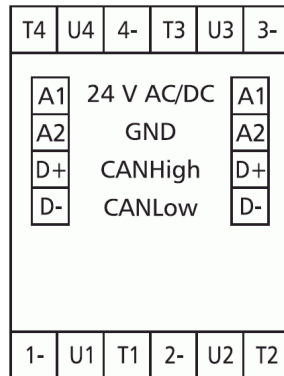 T4 U4 4- T3 U3 3-
A1 24 V AC/DC A1
A2 GND A2
D+ CANHigh D+
D- CANLow D-
1- U1 T1 2- U2 T2